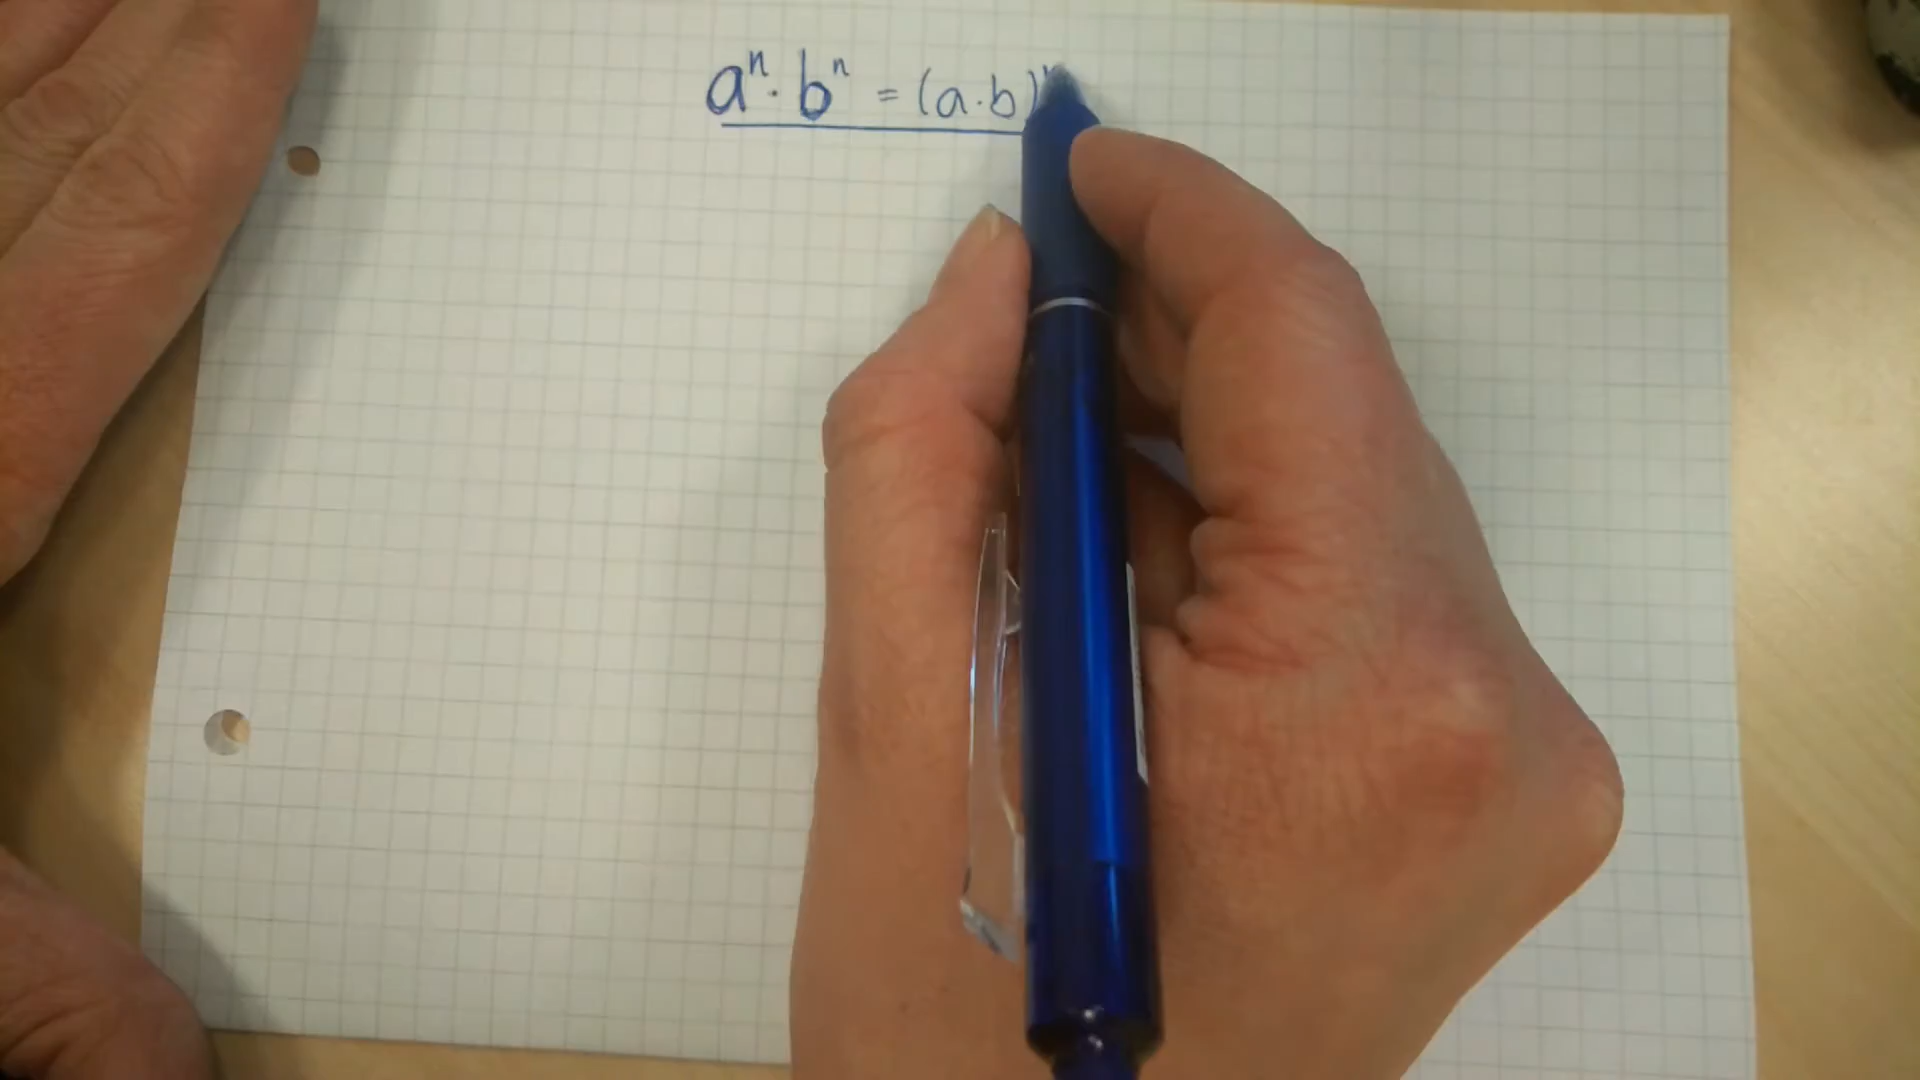 aⁿ · bⁿ = (a·b)ⁿ